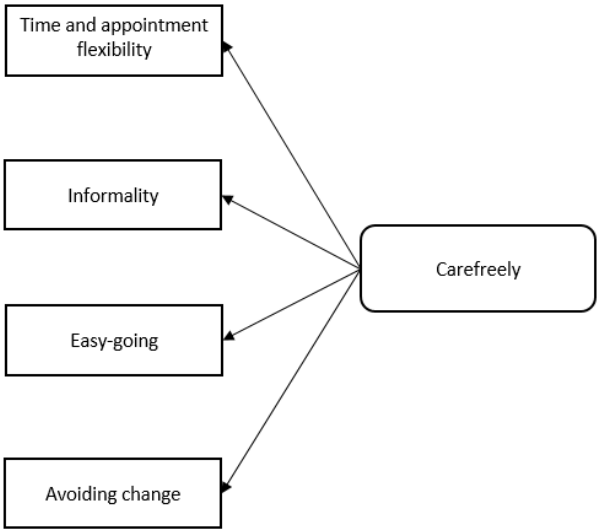 Time and appointment
flexibility
Informality
Carefreely
Easy-going
Avoiding change